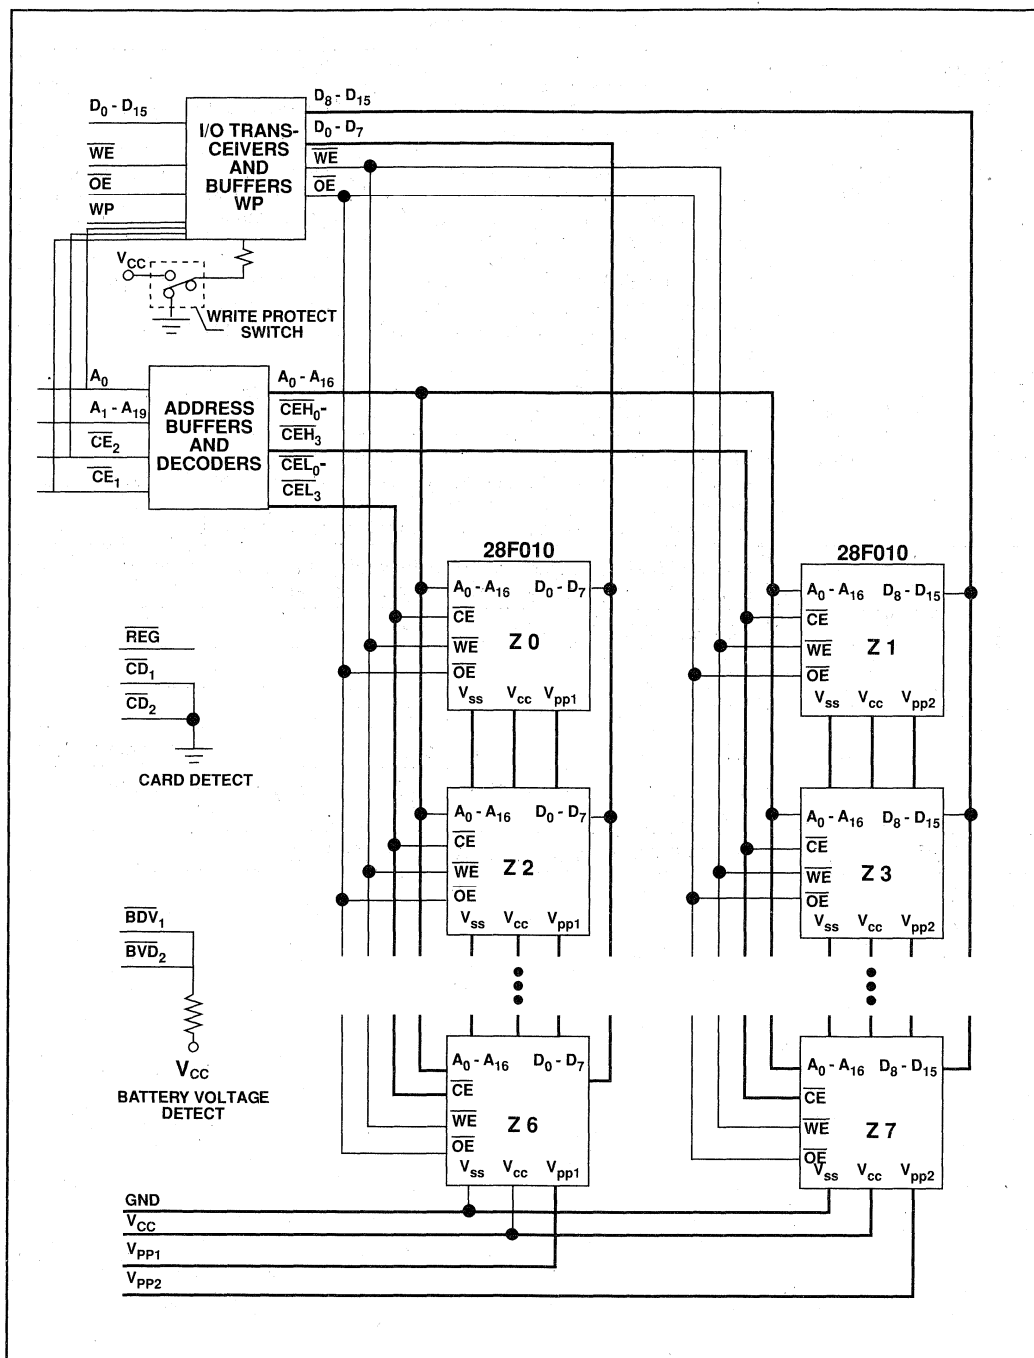 D0 - D15
WE
OE
WP
I/O TRANS-
CEIVERS
AND
BUFFERS
WP
D8 - D15
D0 - D7
WE
OE
VCC
WRITE PROTECT
SWITCH
A0
A1 - A19
CE2
CE1
ADDRESS
BUFFERS
AND
DECODERS
A0 - A16
CEH0-
CEH3
CEL0-
CEL3
28F010
A0 - A16 D0 - D7
CE
WE
OE
Z 0
Vss Vcc Vpp1
28F010
A0 - A16 D8 - D15
CE
WE
OE
Z 1
Vss Vcc Vpp2
REG
CD1
CD2
CARD DETECT
A0 - A16 D0 - D7
CE
WE
OE
Z 2
Vss Vcc Vpp1
A0 - A16 D8 - D15
CE
WE
OE
Z 3
Vss Vcc Vpp2
BDV1
BVD2
VCC
BATTERY VOLTAGE
DETECT
A0 - A16 D0 - D7
CE
WE
OE
Z 6
Vss Vcc Vpp1
A0 - A16 D8 - D15
CE
WE
OE
Z 7
Vss Vcc Vpp2
GND
VCC
VPP1
VPP2